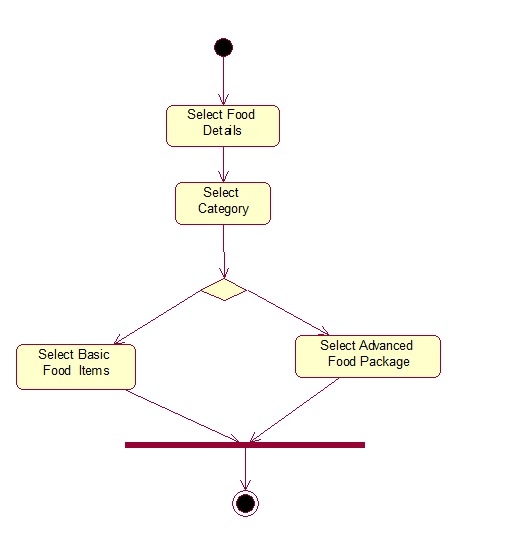 Select Food
Details
Select
Category
Select Basic
Food Items
Select Advanced
Food Package